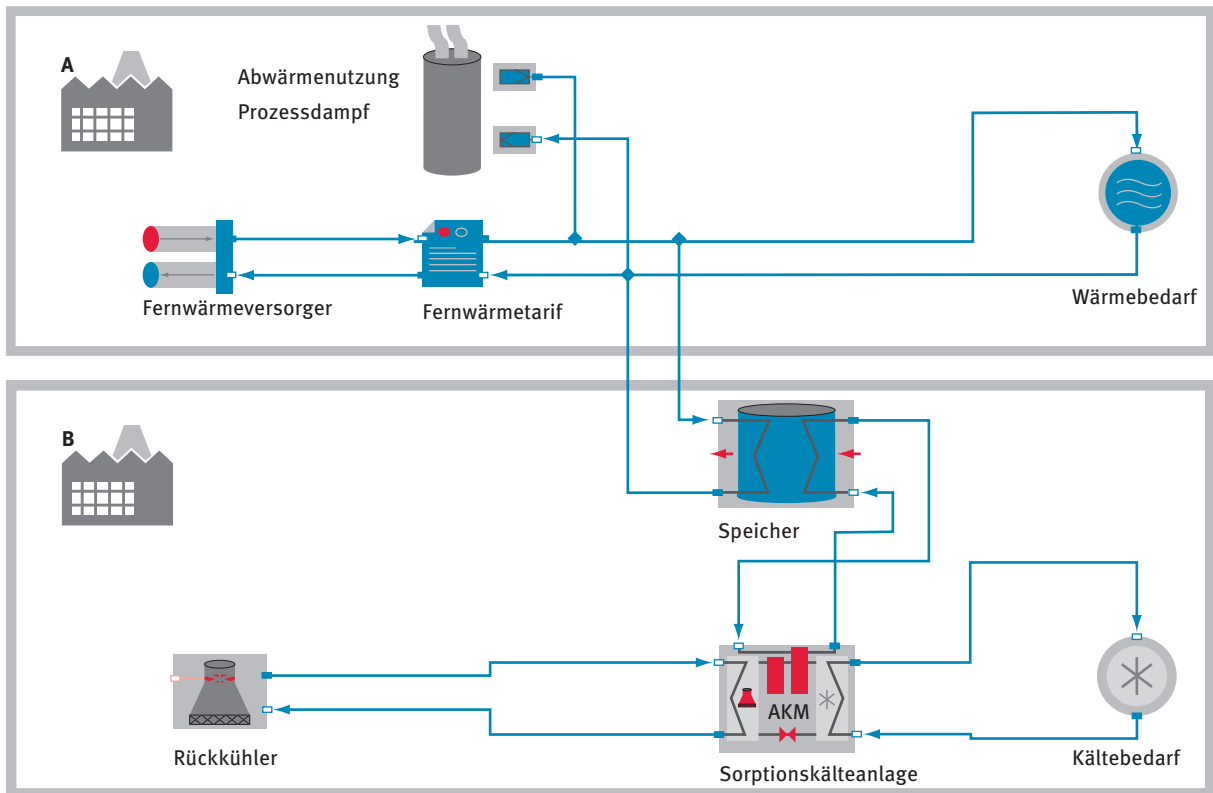 A
Abwärmenutzung
Prozessdampf
Fernwärmeversorger
Fernwärmetarif
Wärmebedarf
B
Speicher
AKM
Rückkühler
Sorptionskälteanlage
Kältebedarf